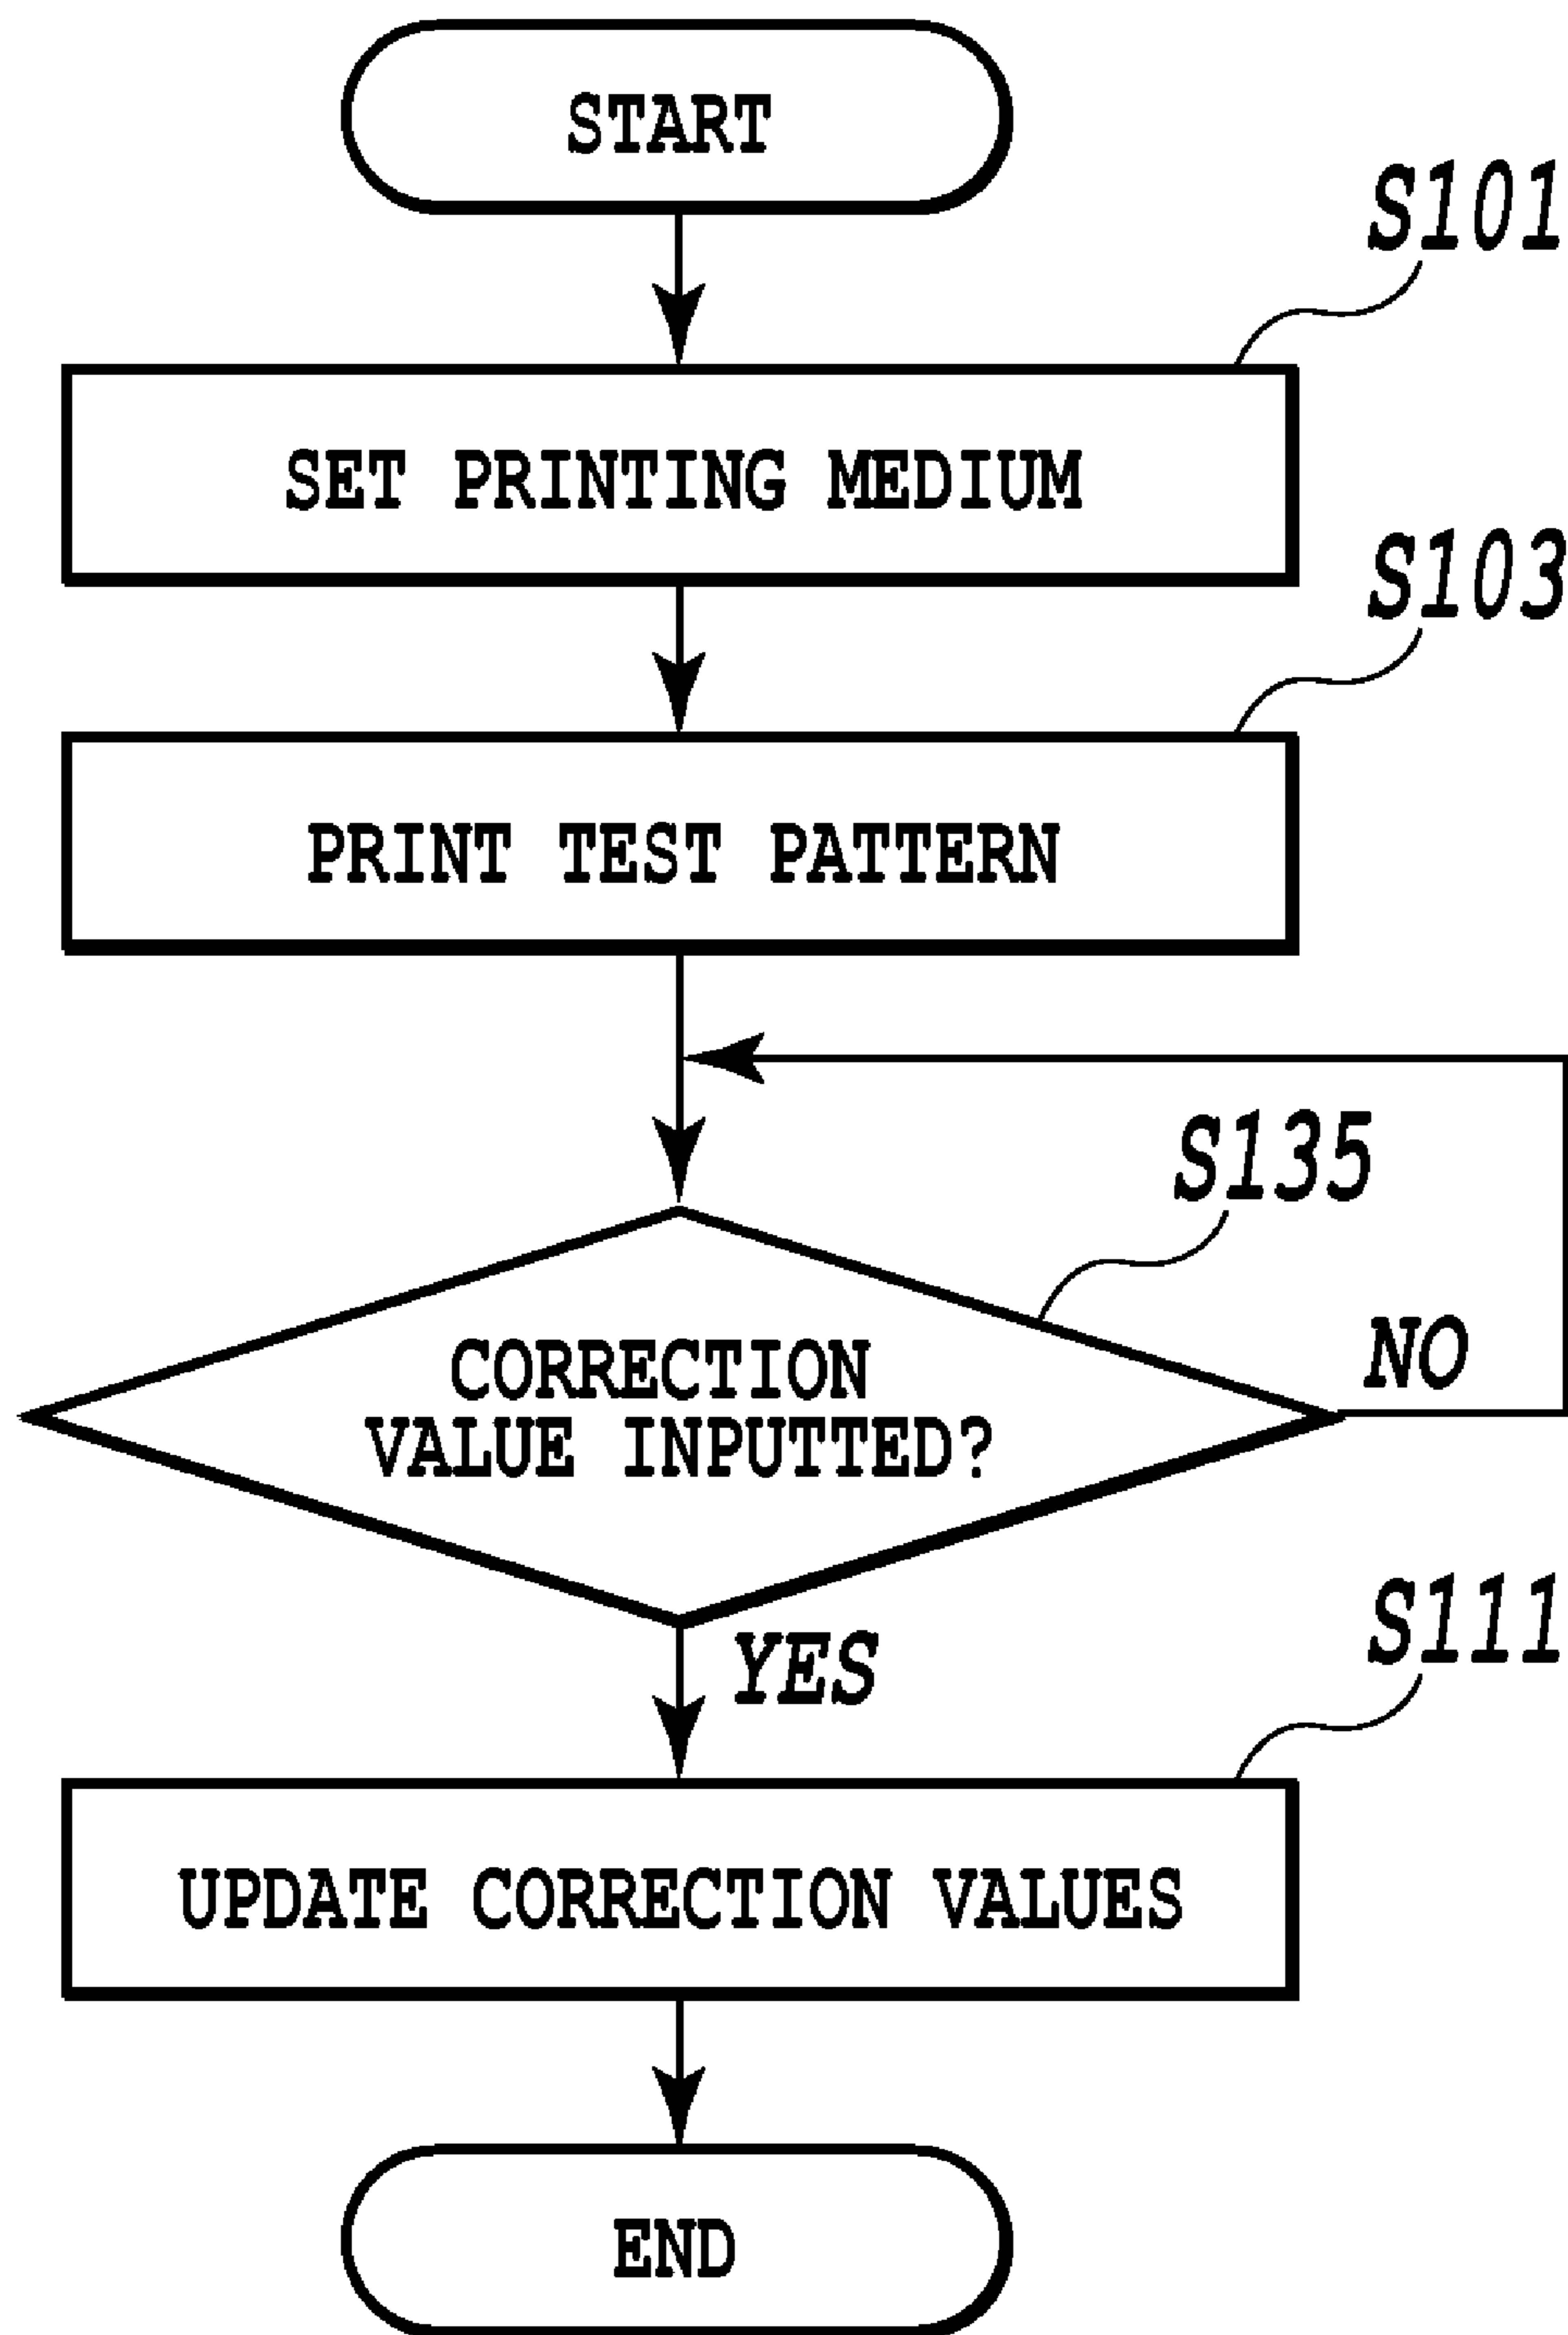 START
S101
SET PRINTING MEDIUM
S103
PRINT TEST PATTERN
S135
CORRECTION
VALUE INPUTTED?
NO
YES
S111
UPDATE CORRECTION VALUES
END